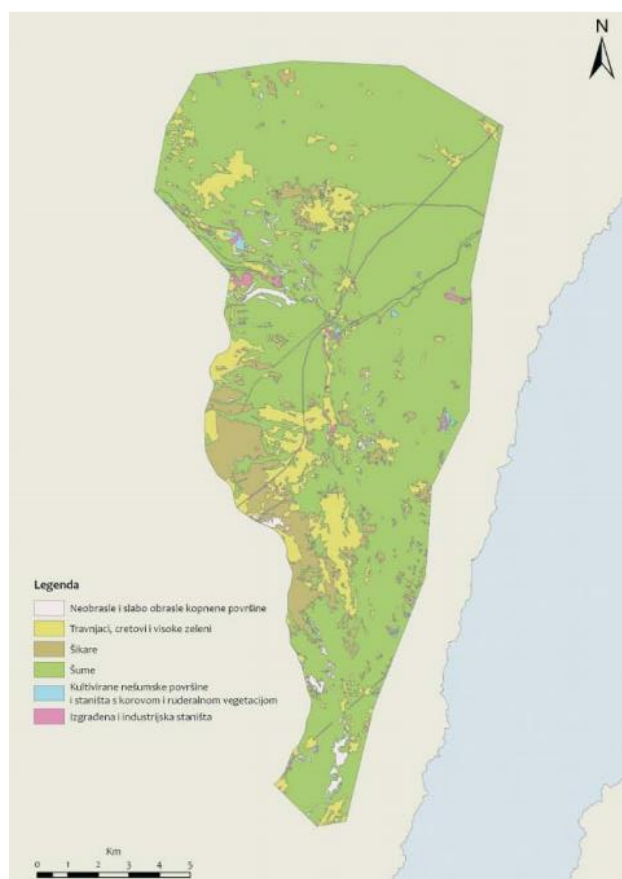 N
Legenda
Neobrasle i slabo obrasle kopnene površine
Travnjaci, cretovi i visoke zeleni
Šikare
Šume
Kultivirane nešumske površine
i staništa s korovom i ruderalnom vegetacijom
Izgrađena i industrijska staništa
Km
0 1 2 3 4 5